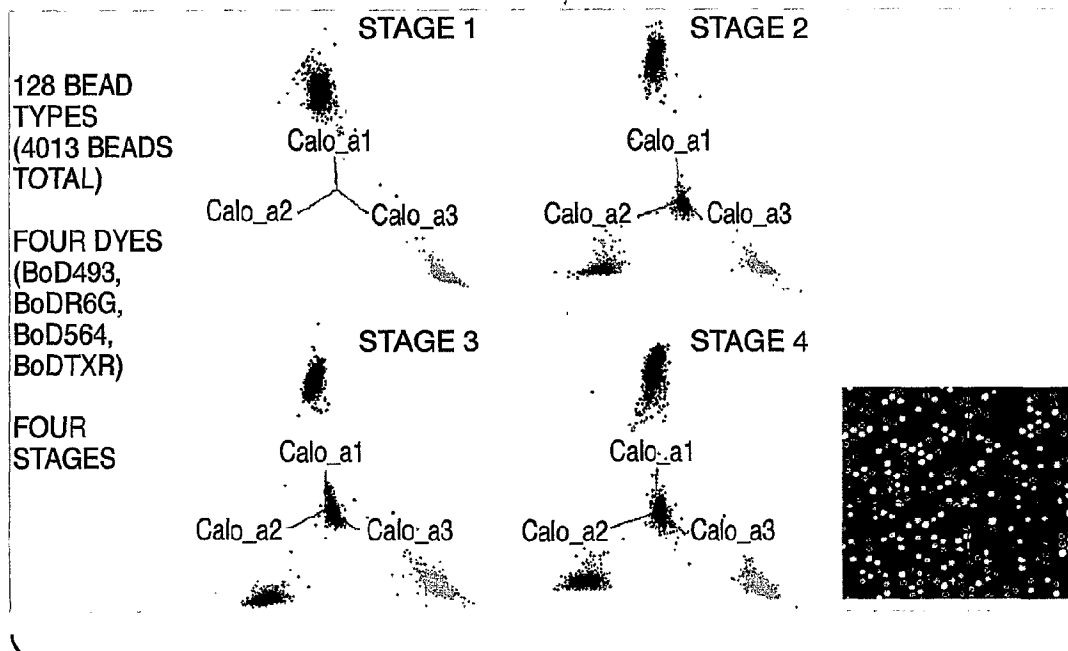 128 BEAD
TYPES
(4013 BEADS
TOTAL)
FOUR DYES
(BoD493,
BoDR6G,
BoD564,
BoDTXR)
FOUR
STAGES
STAGE 1
Calo_a1
Calo_a2
Calo_a3
STAGE 2
Calo_a1
Calo_a2
Calo_a3
STAGE 3
Calo_a1
Calo_a2
Calo_a3
STAGE 4
Calo_a1
Calo_a2
Calo_a3